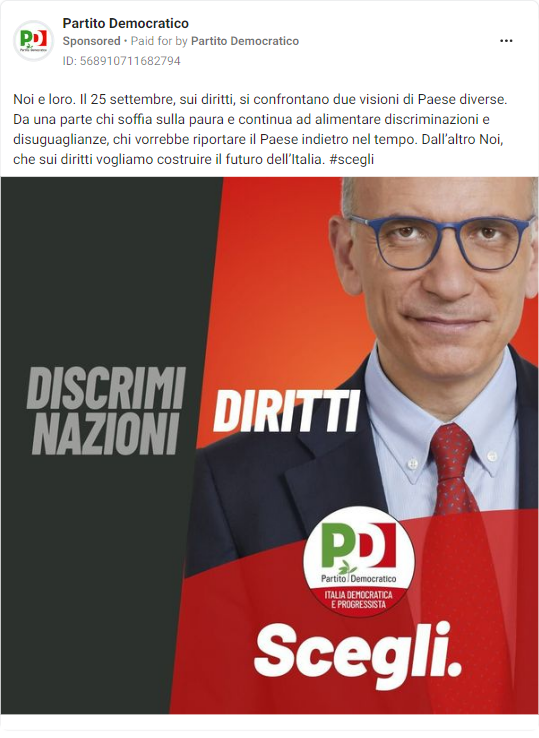 Partito Democratico
Sponsored • Paid for by Partito Democratico
ID: 568910711682794
Noi e loro. Il 25 settembre, sui diritti, si confrontano due visioni di Paese diverse.
Da una parte chi soffia sulla paura e continua ad alimentare discriminazioni e
disuguaglianze, chi vorrebbe riportare il Paese indietro nel tempo. Dall’altro Noi,
che sui diritti vogliamo costruire il futuro dell’Italia. #scegli
DISCRIMI
NAZIONI
DIRITTI
PD
Partito Democratico
ITALIA DEMOCRATICA
E PROGRESSISTA
Scegli.